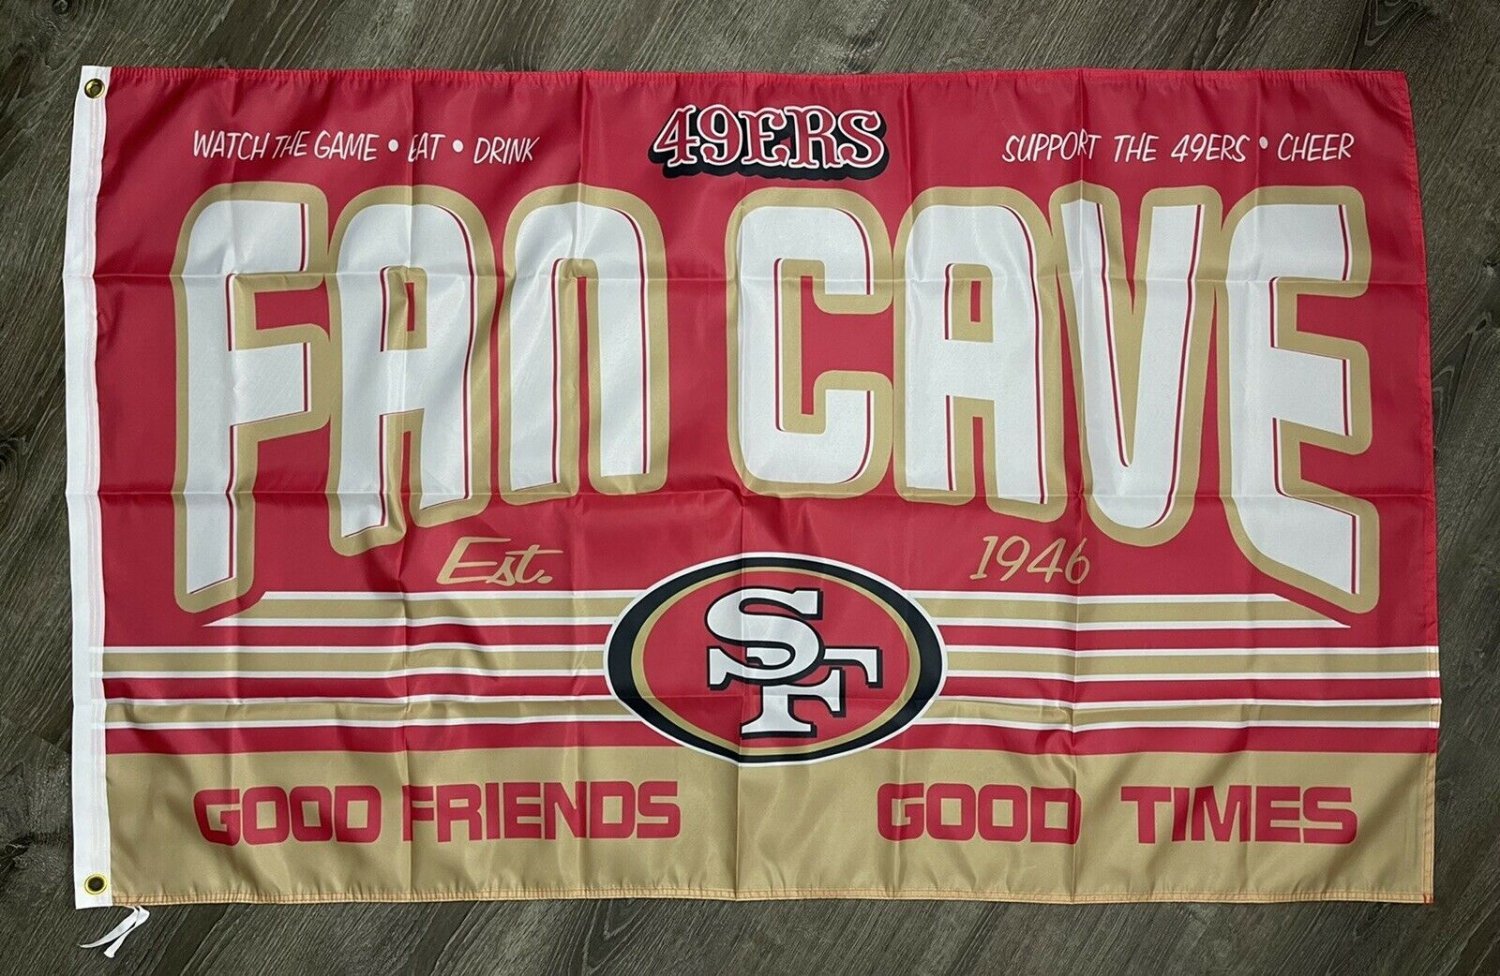 WATCH THE GAME • EAT • DRINK
49ERS
SUPPORT THE 49ERS • CHEER
FAN CAVE
Est. 1946
SF
GOOD FRIENDS GOOD TIMES